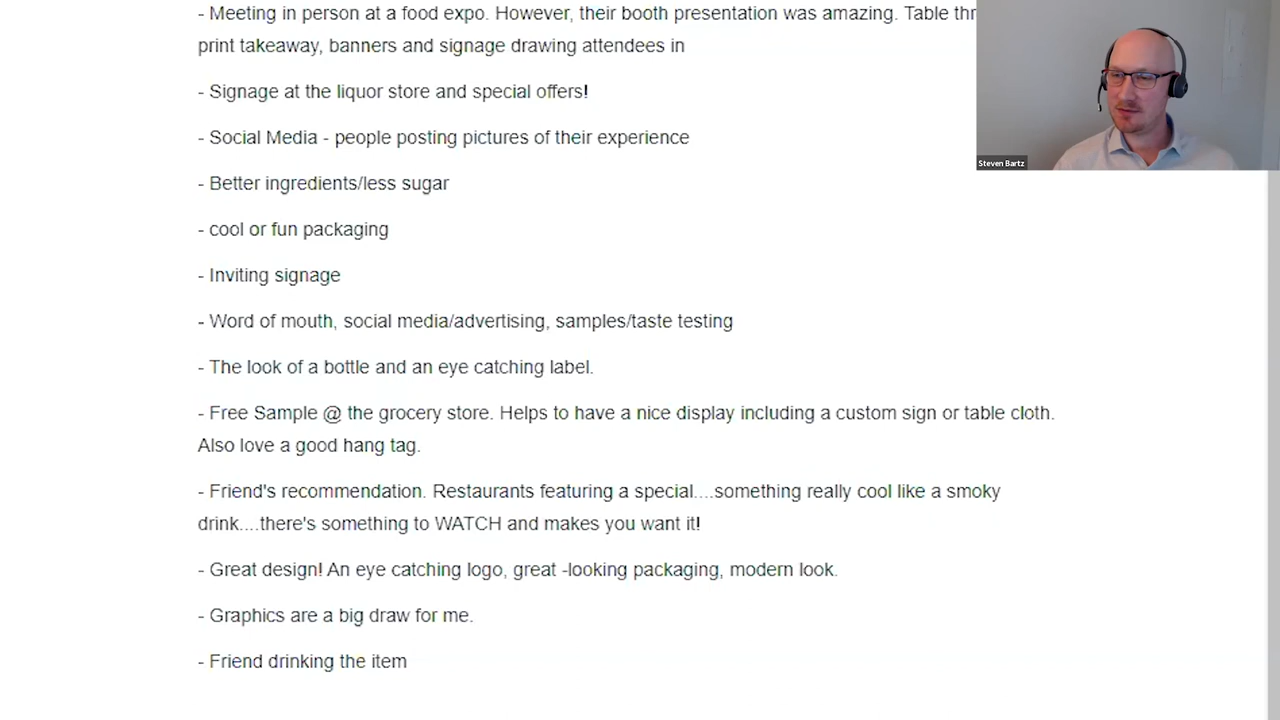 - Meeting in person at a food expo. However, their booth presentation was amazing. Table
print takeaway, banners and signage drawing attendees in
- Signage at the liquor store and special offers!
- Social Media - people posting pictures of their experience
- Better ingredients/less sugar
- cool or fun packaging
- Inviting signage
- Word of mouth, social media/advertising, samples/taste testing
- The look of a bottle and an eye catching label.
- Free Sample @ the grocery store. Helps to have a nice display including a custom sign or table cloth.
Also love a good hang tag.
- Friend's recommendation. Restaurants featuring a special....something really cool like a smoky
drink....there's something to WATCH and makes you want it!
- Great design! An eye catching logo, great -looking packaging, modern look.
- Graphics are a big draw for me.
- Friend drinking the item
Steven Bartz